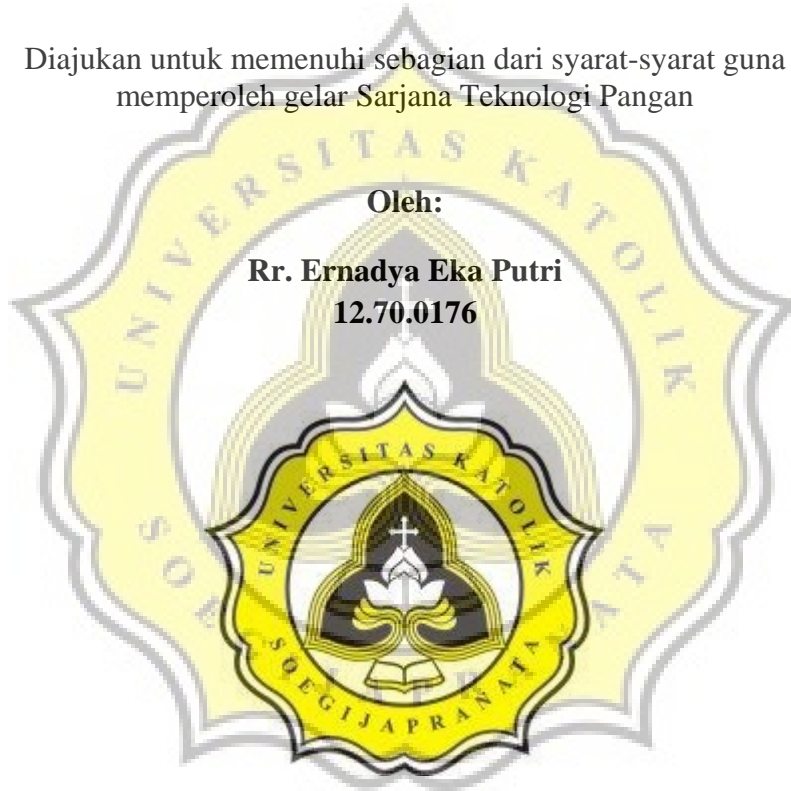 Diajukan untuk memenuhi sebagian dari syarat-syarat guna
memperoleh gelar Sarjana Teknologi Pangan
Oleh:
Rr. Ernadya Eka Putri
12.70.0176
UNIVERSITAS KATOLIK
SOEGIJAPRANATA
UNIVERSITAS KATOLIK
SOEGIJAPRANATA